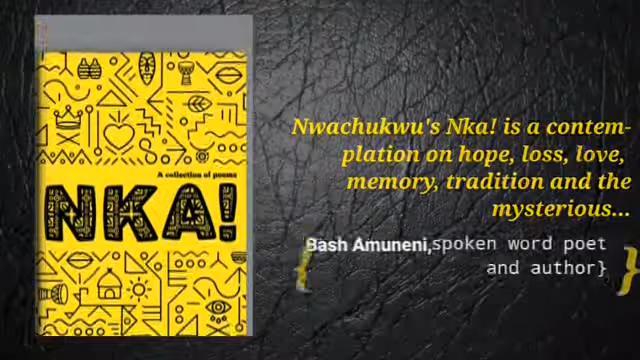 A collection of poems
NKA!
Nwachukwu's Nka! is a contem-
plation on hope, loss, love,
memory, tradition and the
mysterious...
{Bash Amuneni,spoken word poet
and author}
}